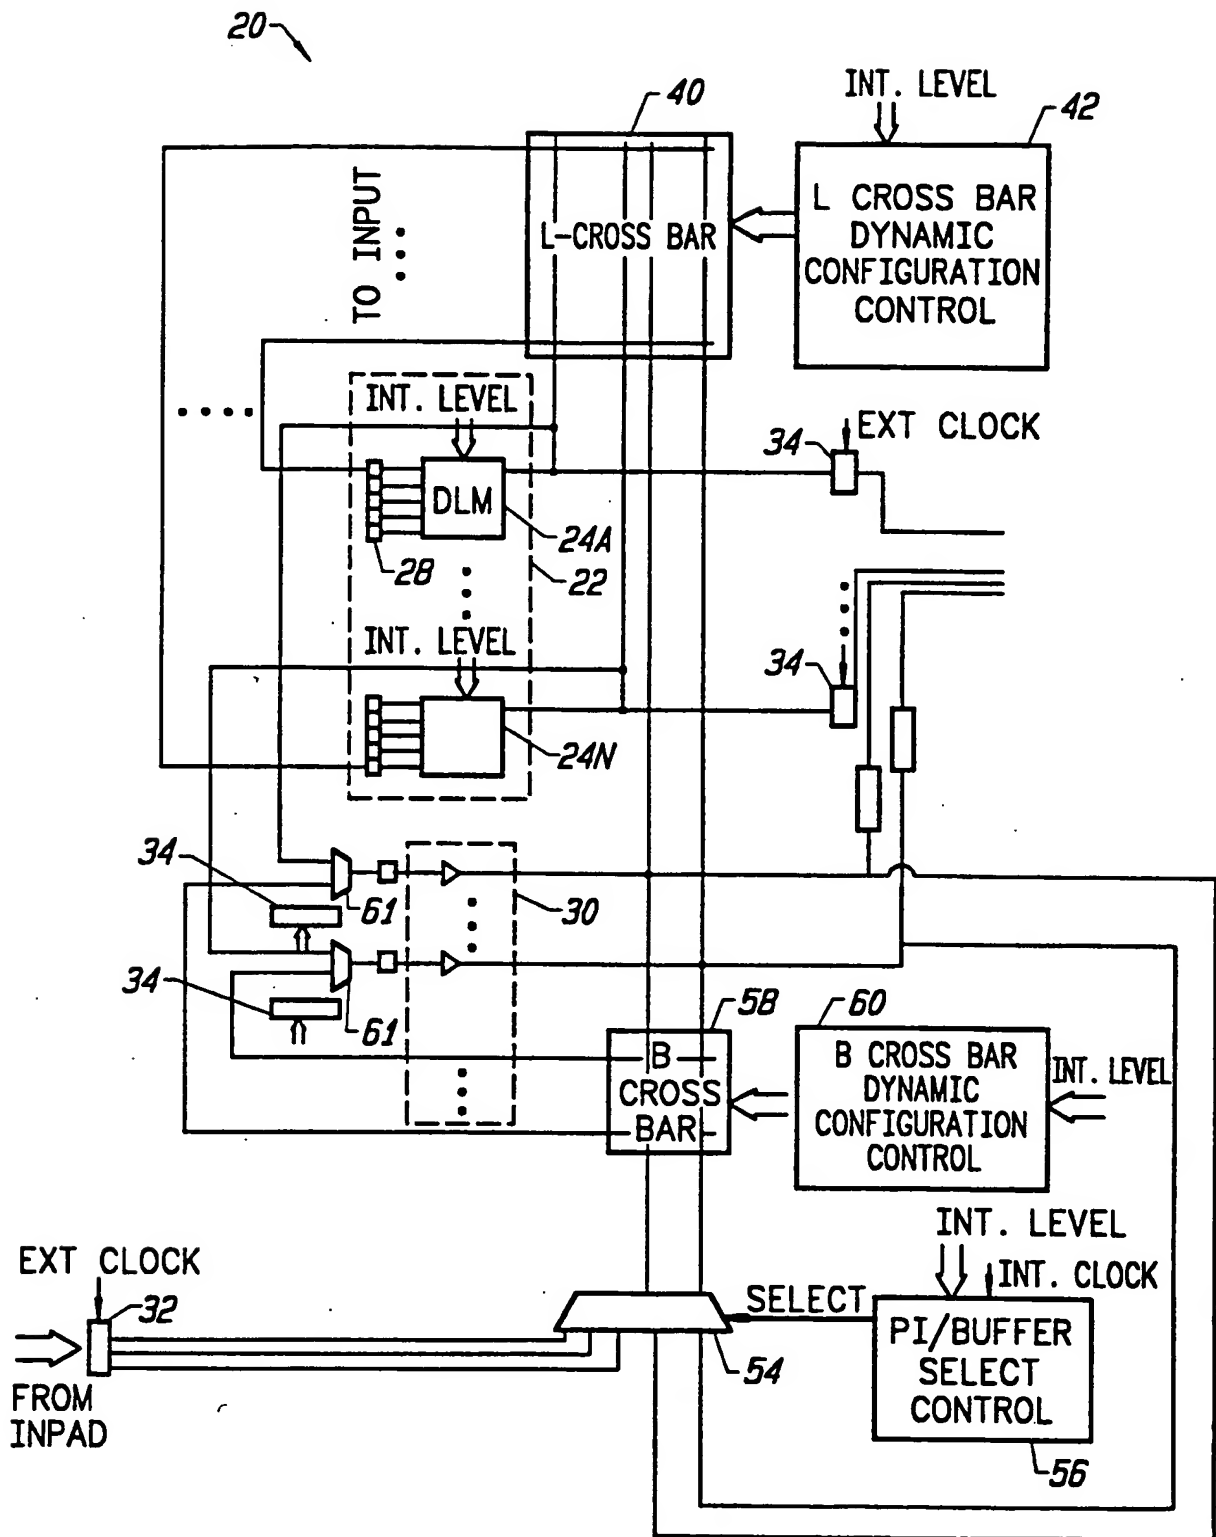 20
40
INT. LEVEL
42
TO INPUT
L-CROSS BAR
L CROSS BAR
DYNAMIC
CONFIGURATION
CONTROL
INT. LEVEL
34
EXT CLOCK
DLM
24A
28
22
INT. LEVEL
34
24N
34
61
30
34
61
58
60
B
CROSS
BAR
B CROSS BAR
DYNAMIC
CONFIGURATION
CONTROL
INT. LEVEL
INT. LEVEL
INT. CLOCK
EXT CLOCK
32
SELECT
PI/BUFFER
SELECT
CONTROL
54
FROM
INPAD
56